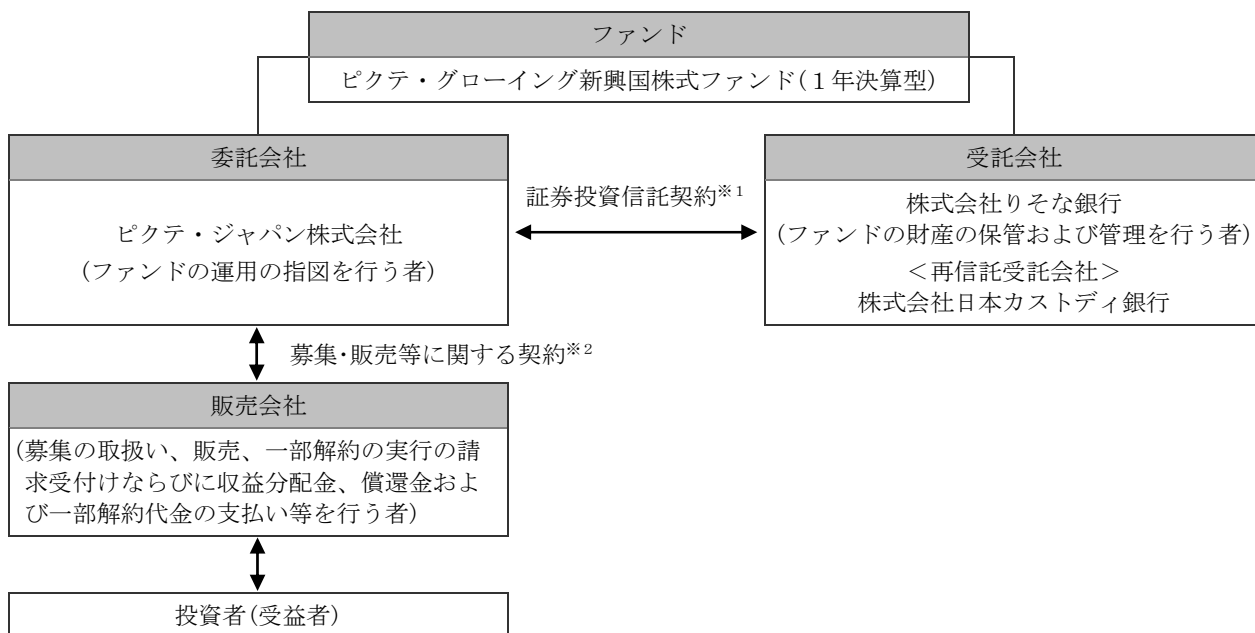 ファンド
ピクテ・グローイング新興国株式ファンド(１年決算型)
委託会社
ピクテ・ジャパン株式会社
(ファンドの運用の指図を行う者)
証券投資信託契約※1
受託会社
株式会社りそな銀行
(ファンドの財産の保管および管理を行う者)
＜再信託受託会社＞
株式会社日本カストディ銀行
募集・販売等に関する契約※2
販売会社
(募集の取扱い、販売、一部解約の実行の請
求受付けならびに収益分配金、償還金およ
び一部解約代金の支払い等を行う者)
投資者(受益者)